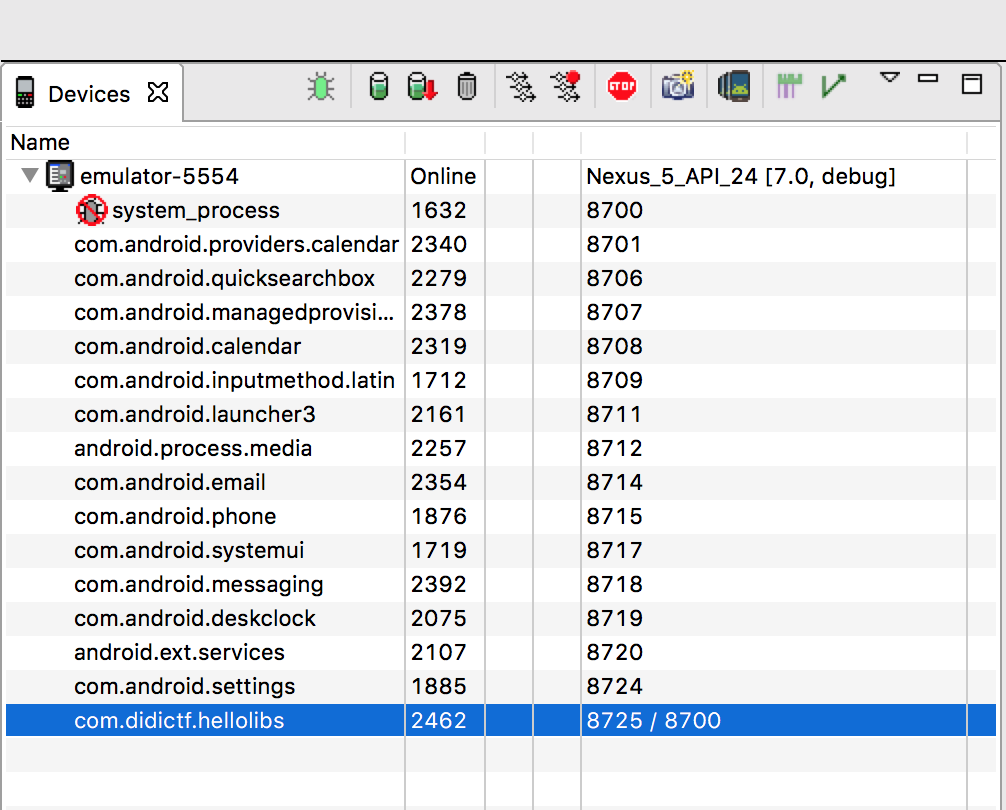 Devices
STOP
Name
emulator-5554 Online Nexus_5_API_24 [7.0, debug]
system_process 1632 8700
com.android.providers.calendar 2340 8701
com.android.quicksearchbox 2279 8706
com.android.managedprovisi... 2378 8707
com.android.calendar 2319 8708
com.android.inputmethod.latin 1712 8709
com.android.launcher3 2161 8711
android.process.media 2257 8712
com.android.email 2354 8714
com.android.phone 1876 8715
com.android.systemui 1719 8717
com.android.messaging 2392 8718
com.android.deskclock 2075 8719
android.ext.services 2107 8720
com.android.settings 1885 8724
com.didictf.hellolibs 2462 8725 / 8700